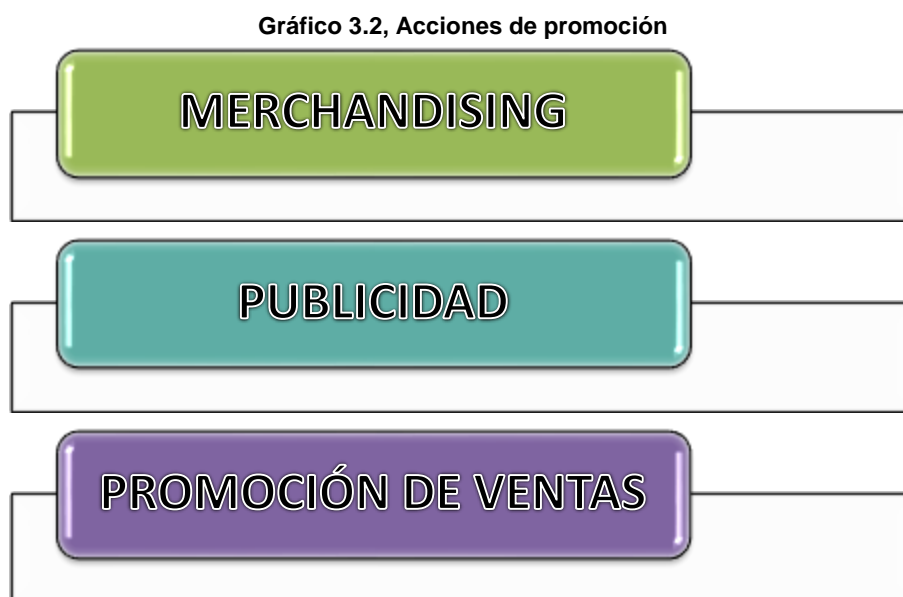 Gráfico 3.2, Acciones de promoción
MERCHANDISING
PUBLICIDAD
PROMOCIÓN DE VENTAS